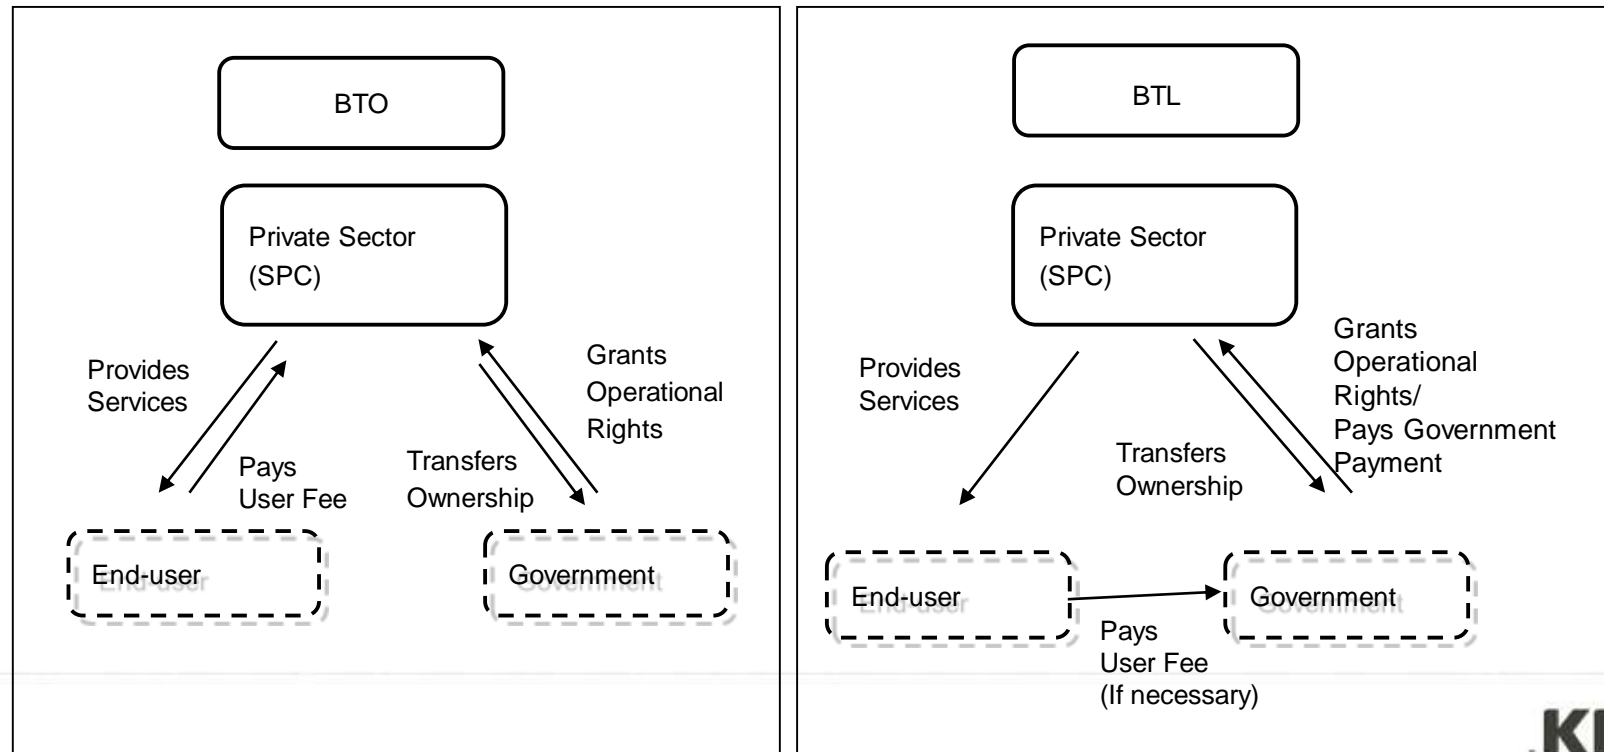 BTO
Private Sector
(SPC)
Provides
Services
Pays
User Fee
Grants
Operational
Rights
Transfers
Ownership
End-user
Government
BTL
Private Sector
(SPC)
Provides
Services
Grants
Operational
Rights/
Pays Government
Payment
Transfers
Ownership
End-user
Government
Pays
User Fee
(If necessary)